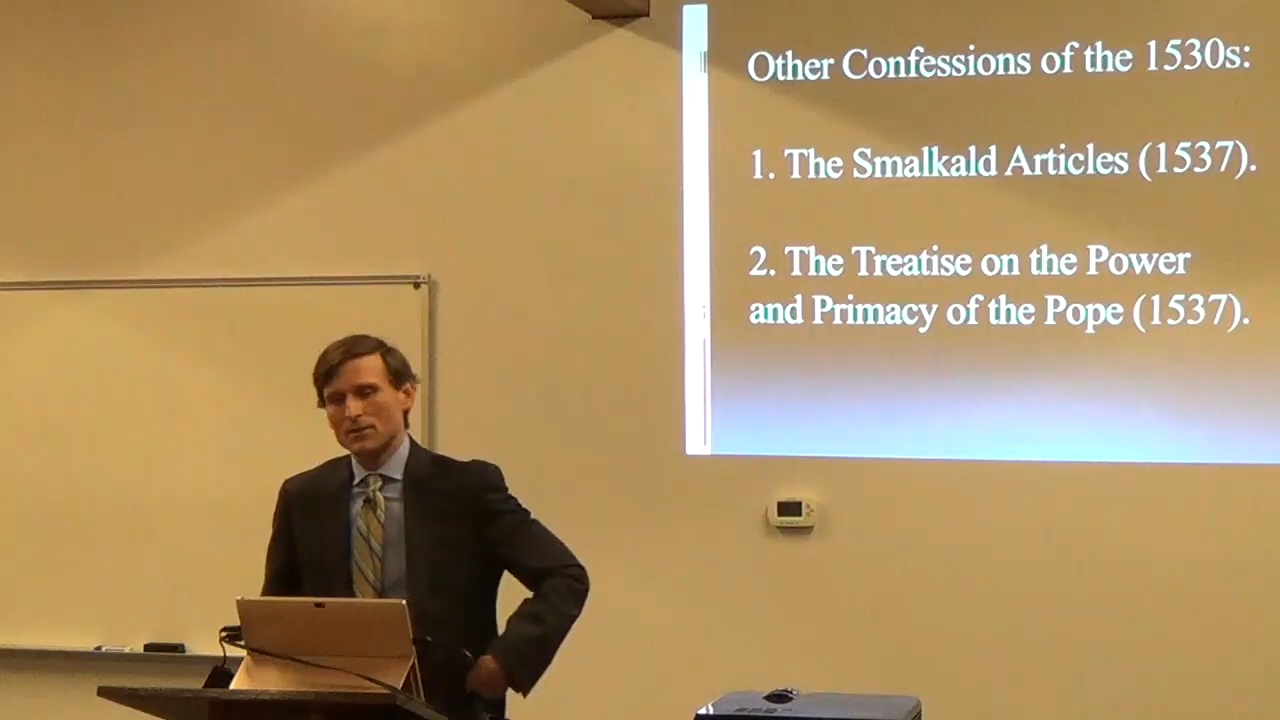 Other Confessions of the 1530s:
1. The Smalkald Articles (1537).
2. The Treatise on the Power
and Primacy of the Pope (1537).